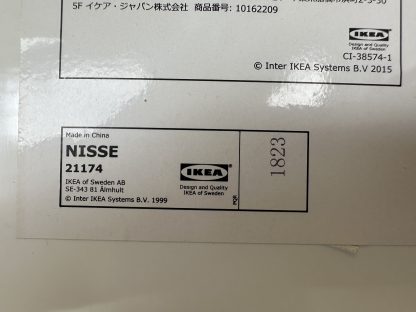 5F イケア・ジャパン株式会社 商品番号: 10162209
IKEA
Design and Quality
IKEA of Sweden
CI-38574-1
© Inter IKEA Systems B.V 2015
Made in China
NISSE
21174
IKEA of Sweden AB
SE-343 81 Älmhult
© Inter IKEA Systems B.V. 1999
IKEA
Design and Quality
IKEA of Sweden
PQR
1823